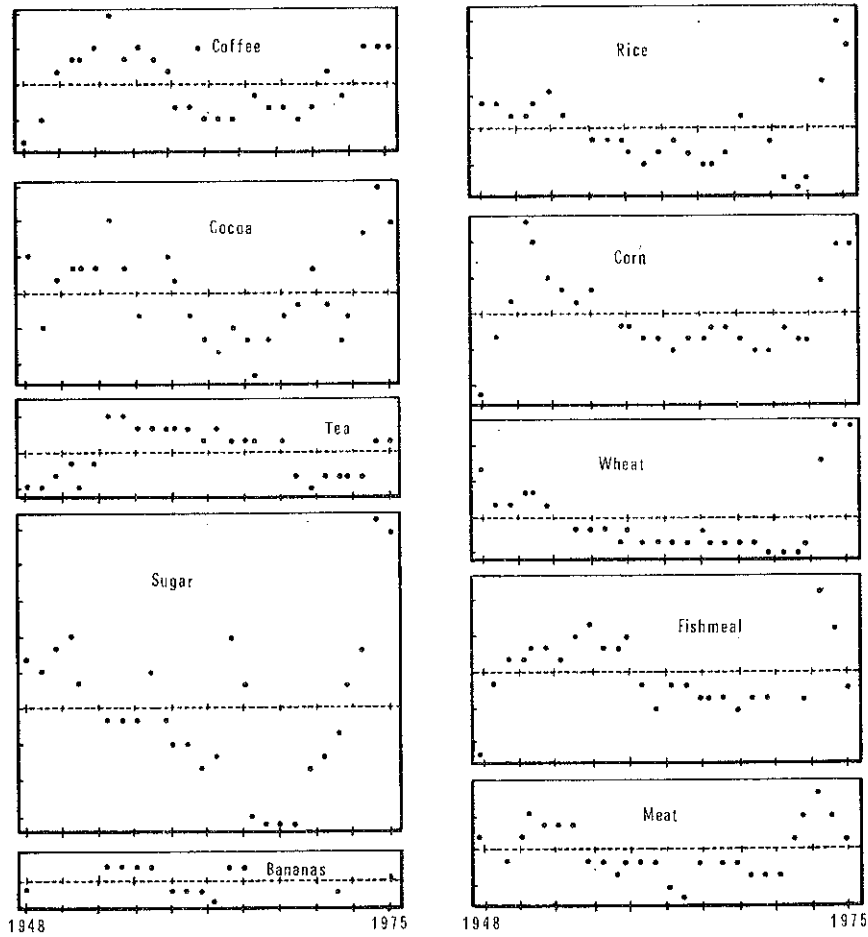 Coffee
Cocoa
Tea
Sugar
Bananas
1948 1975
Rice
Corn
Wheat
Fishmeal
Meat
1948 1975